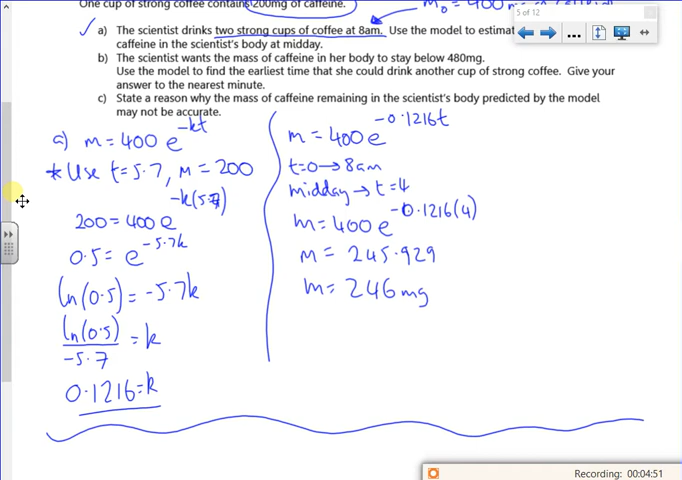 One cup of strong coffee contains 200mg of caffeine.
m₀ = 400
5 of 12
a) The scientist drinks two strong cups of coffee at 8am. Use the model to estimat
caffeine in the scientist's body at midday.
b) The scientist wants the mass of caffeine in her body to stay below 480mg.
Use the model to find the earliest time that she could drink another cup of strong coffee. Give your
answer to the nearest minute.
c) State a reason why the mass of caffeine remaining in the scientist's body predicted by the model
may not be accurate.
a) m = 400 e^-kt
*Use t = 5.7, m = 200
200 = 400 e^-k(5.7)
0.5 = e^-5.7k
ln(0.5) = -5.7k
ln(0.5)
-5.7
= k
0.1216 = k
m = 400 e^-0.1216t
t = 0 → 8am
midday → t = 4
m = 400 e^-0.1216(4)
m = 245.929
m = 246 mg
Recording: 00:04:51